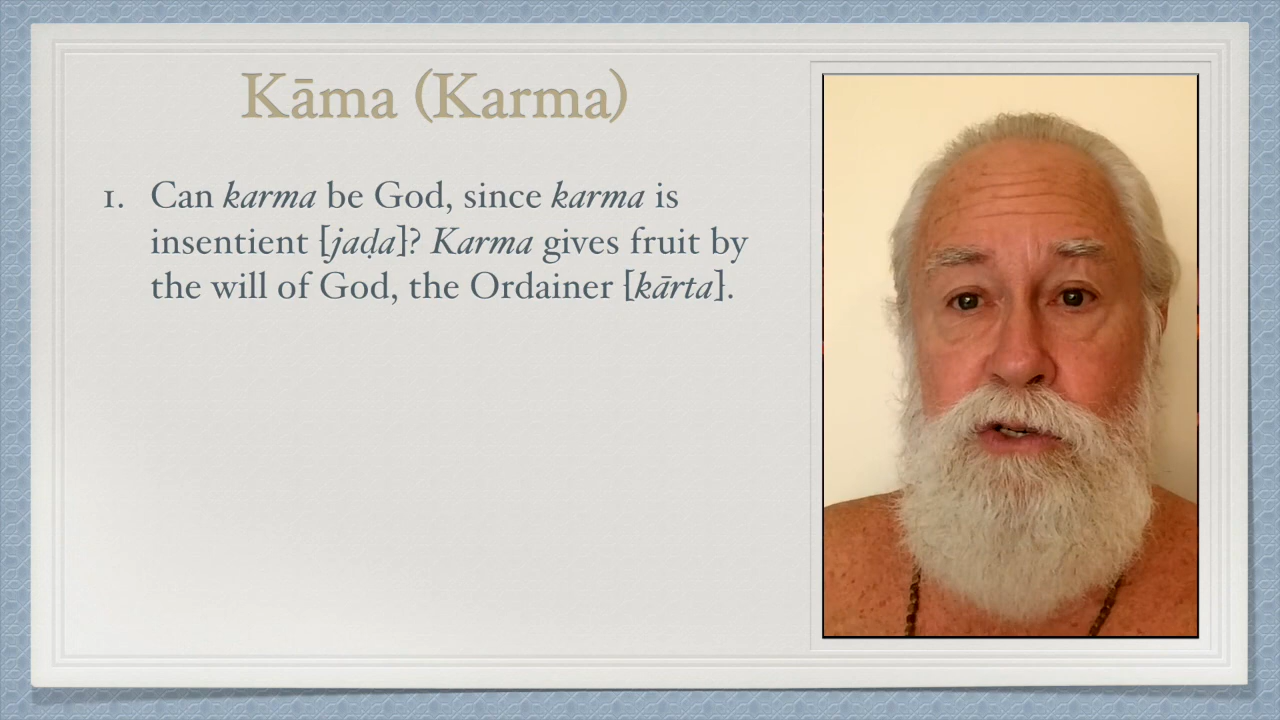 Kāma (Karma)
1. Can karma be God, since karma is
insentient [jaḍa]? Karma gives fruit by
the will of God, the Ordainer [kārta].